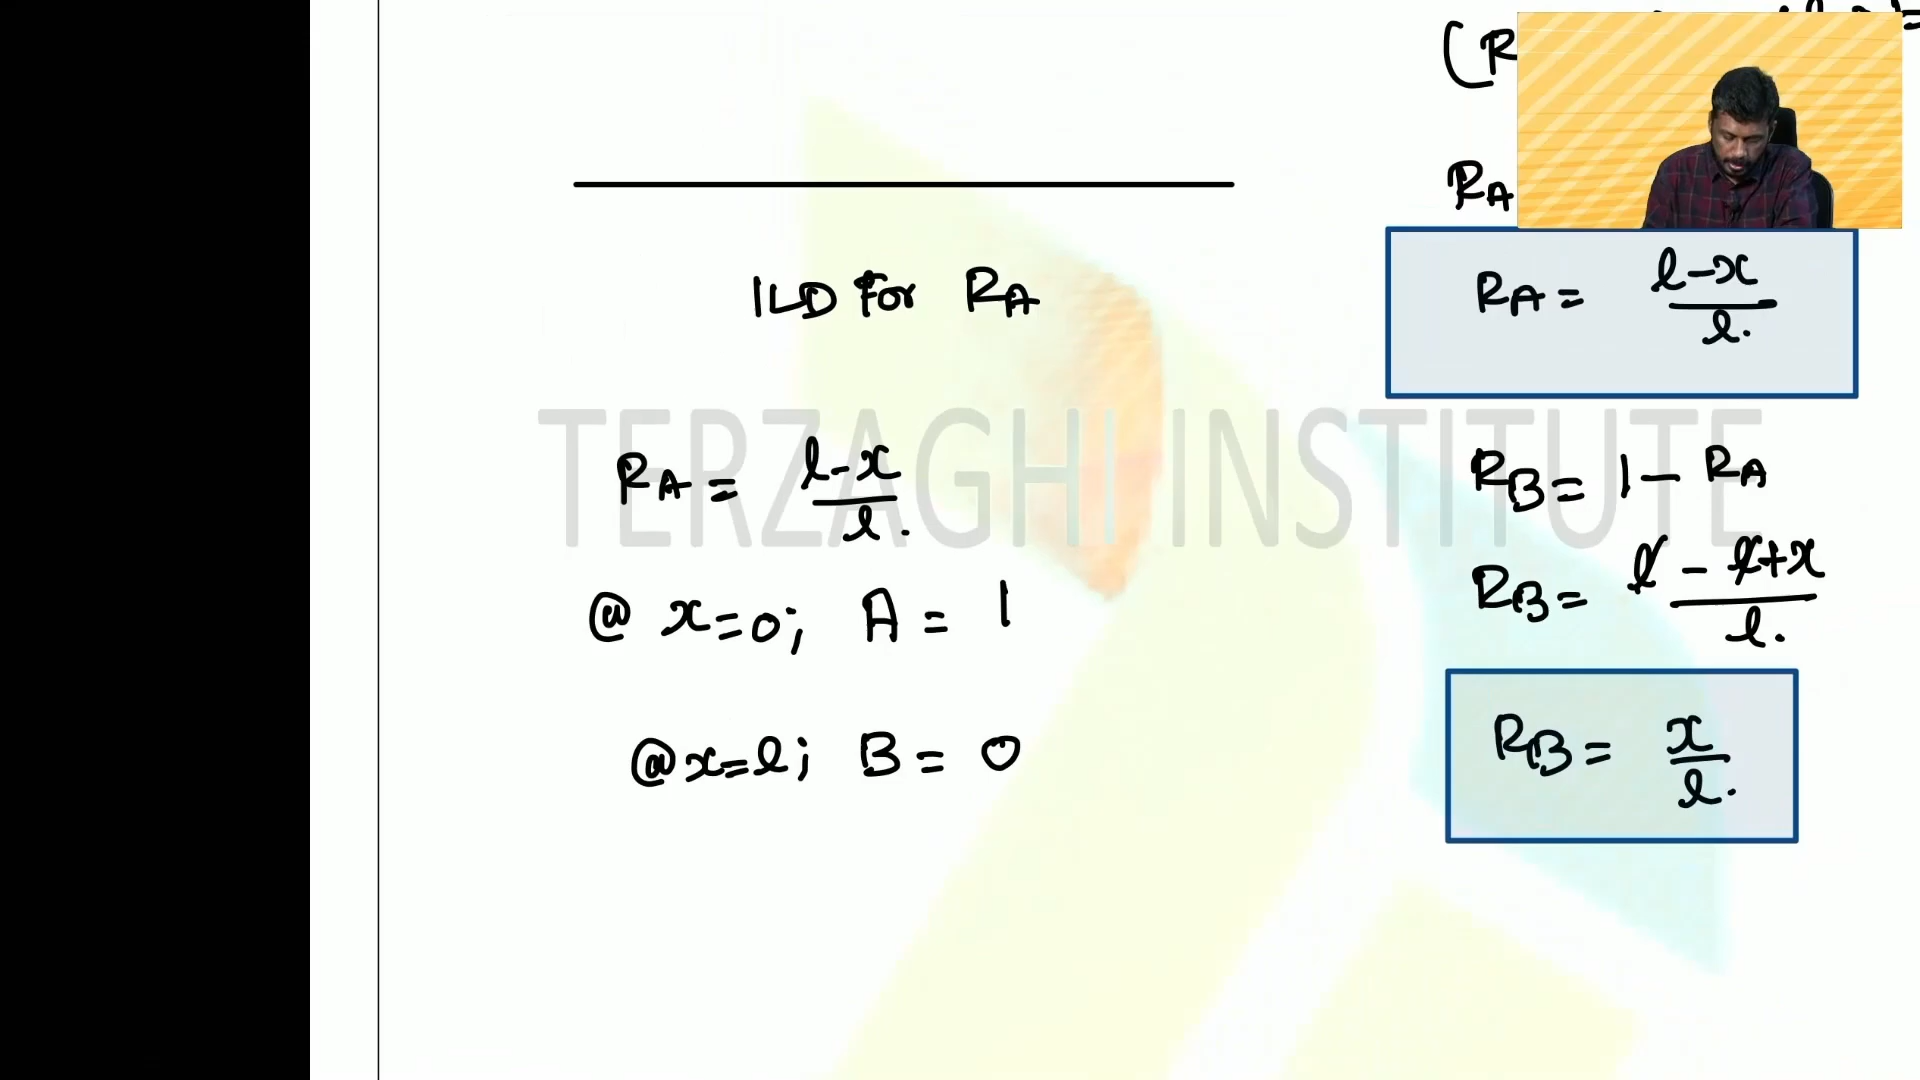 (R
RA
ILD For RA
RA = l-x/l.
TERZAGHI INSTITUTE
RA = l-x/l.
@ x=0; A = 1
@x=l; B = 0
RB = 1 - RA
RB = l - l+x/l.
RB = x/l.